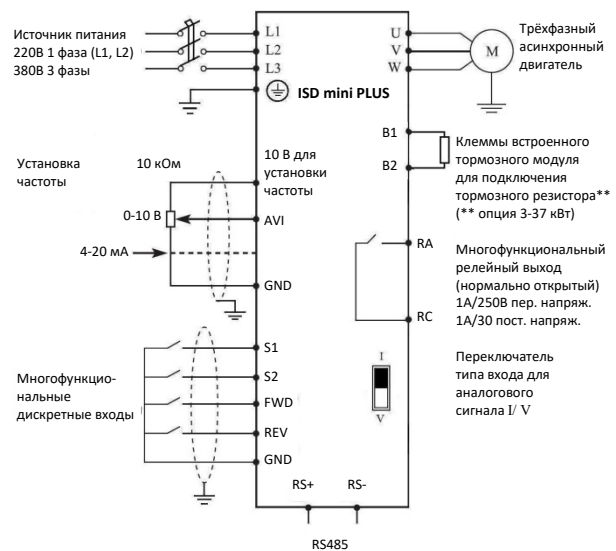 Источник питания
220В 1 фаза (L1, L2)
380В 3 фазы
L1
L2
L3
ISD mini PLUS
U
V
W
M
Трёхфазный
асинхронный
двигатель
B1
B2
Клеммы встроенного
тормозного модуля
для подключения
тормозного резистора**
(** опция 3-37 кВт)
Установка
частоты
10 кОм
10 В для
установки
частоты
0-10 В
AVI
4-20 мА
GND
RA
RC
Многофункциональный
релейный выход
(нормально открытый)
1А/250В пер. напряж.
1А/30 пост. напряж.
Многофункцио-
нальные
дискретные входы
S1
S2
FWD
REV
GND
I
V
Переключатель
типа входа для
аналогового
сигнала I/ V
RS+
RS-
RS485